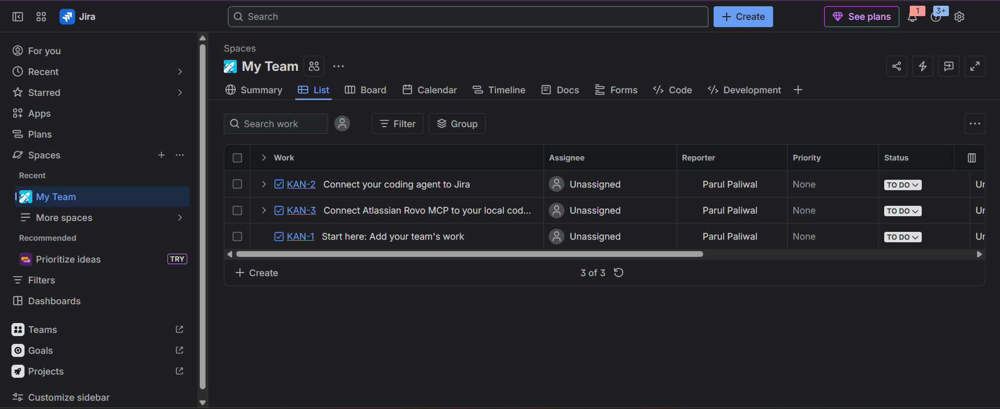 Jira
Search
Create
See plans
1
3+
For you
Recent
Starred
Apps
Plans
Spaces
Recent
My Team
More spaces
Recommended
Prioritize ideas TRY
Filters
Dashboards
Teams
Goals
Projects
Customize sidebar
Spaces
My Team
Summary List Board Calendar Timeline Docs Forms Code Development
Search work Filter Group
Work Assignee Reporter Priority Status
KAN-2 Connect your coding agent to Jira Unassigned Parul Paliwal None TO DO Ur
KAN-3 Connect Atlassian Rovo MCP to your local cod... Unassigned Parul Paliwal None TO DO Ur
KAN-1 Start here: Add your team's work Unassigned Parul Paliwal None TO DO Ur
Create 3 of 3